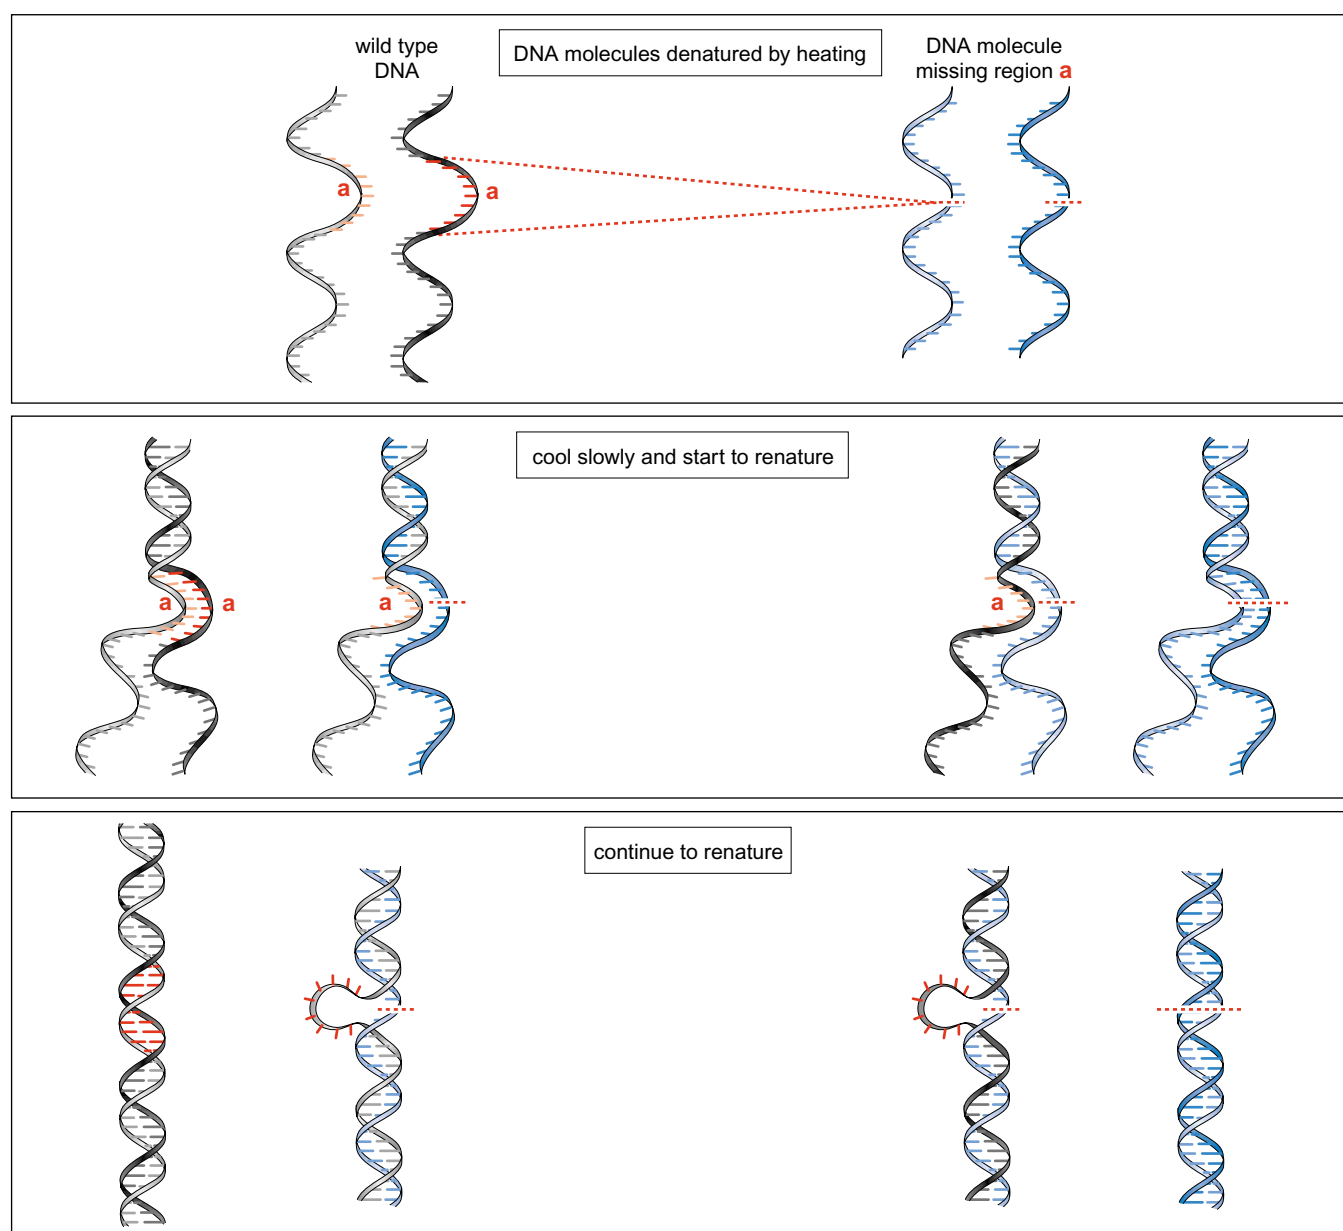 wild type
DNA
DNA molecules denatured by heating
DNA molecule
missing region a
a
a
cool slowly and start to renature
a
a
a
a
continue to renature